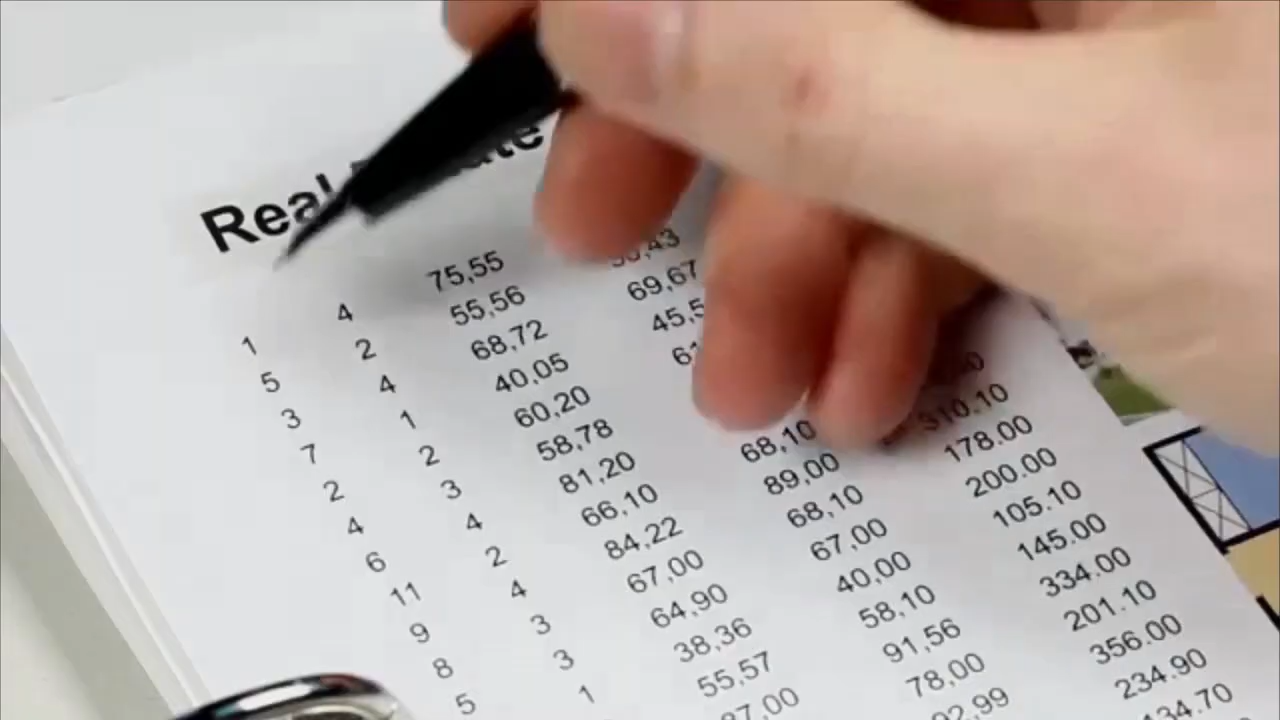 Real
1 4 75,55
5 2 55,56
3 4 68,72 69,67
7 1 40,05
2 2 60,20
4 3 58,78
6 4 81,20
11 2 66,10 68,10
9 4 84,22 89,00 310.10
8 3 67,00 68,10 178.00
5 3 64,90 67,00 200.00
1 38,36 40,00 105.10
55,57 58,10 145.00
91,56 334.00
78,00 201.10
356.00
234.90